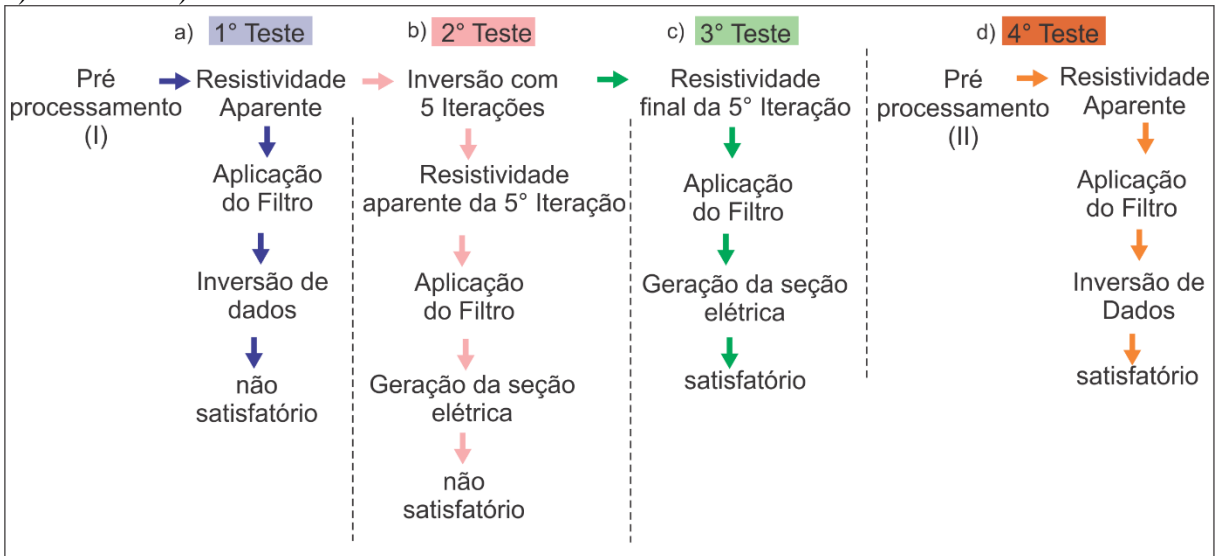 a) 1° Teste
Pré
processamento
(I)
Resistividade
Aparente
Aplicação
do Filtro
Inversão de
dados
não
satisfatório
b) 2° Teste
Inversão com
5 Iterações
Resistividade
aparente da 5° Iteração
Aplicação
do Filtro
Geração da seção
elétrica
não
satisfatório
c) 3° Teste
Resistividade
final da 5° Iteração
Aplicação
do Filtro
Geração da seção
elétrica
satisfatório
d) 4° Teste
Pré
processamento
(II)
Resistividade
Aparente
Aplicação
do Filtro
Inversão de
Dados
satisfatório